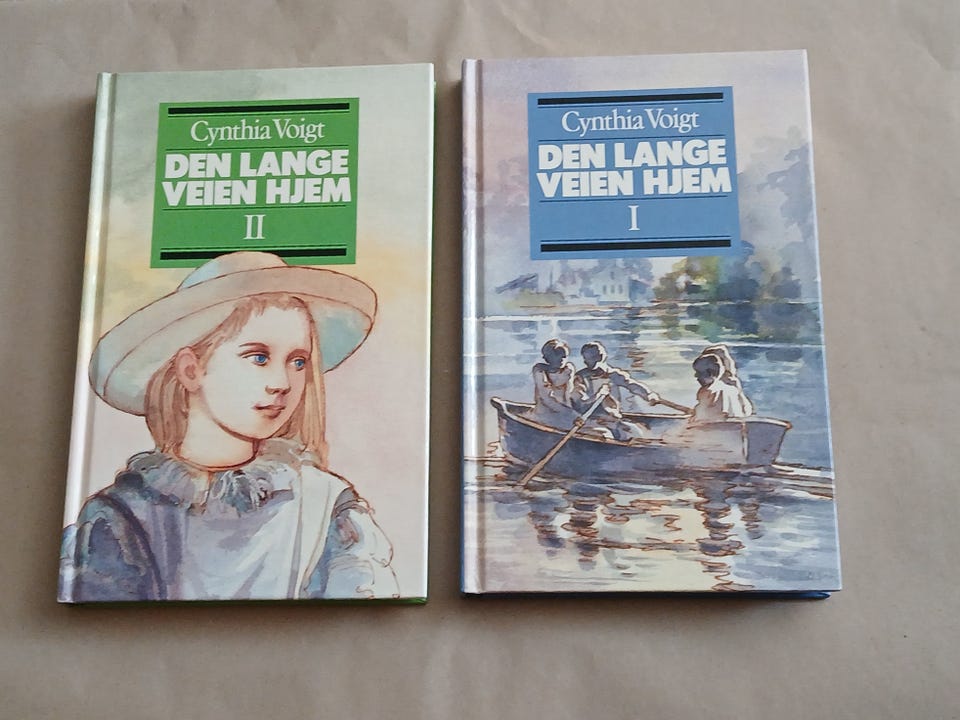 Cynthia Voigt
DEN LANGE
VEIEN HJEM
II
Cynthia Voigt
DEN LANGE
VEIEN HJEM
I